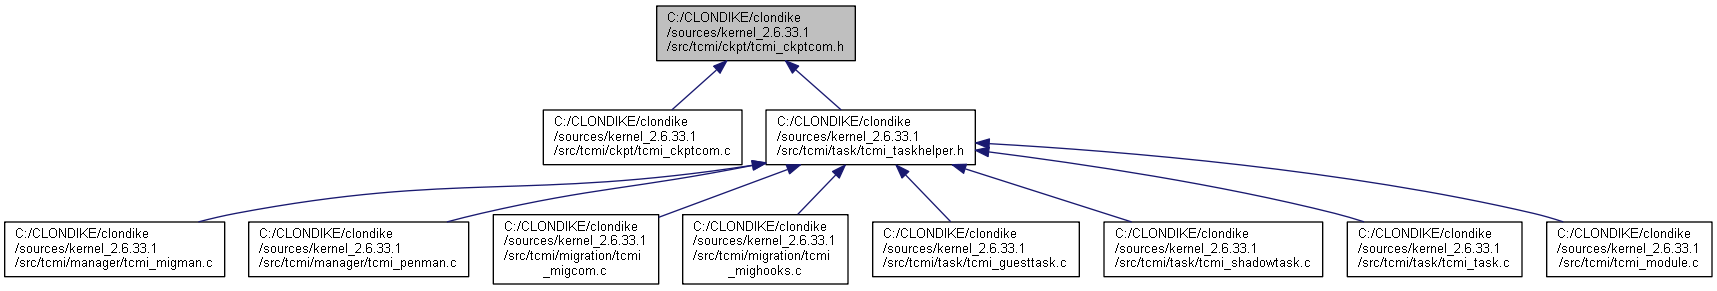 C:/CLONDIKE/clondike
/sources/kernel_2.6.33.1
/src/tcmi/ckpt/tcmi_ckptcom.h
C:/CLONDIKE/clondike
/sources/kernel_2.6.33.1
/src/tcmi/ckpt/tcmi_ckptcom.c
C:/CLONDIKE/clondike
/sources/kernel_2.6.33.1
/src/tcmi/task/tcmi_taskhelper.h
C:/CLONDIKE/clondike
/sources/kernel_2.6.33.1
/src/tcmi/manager/tcmi_migman.c
C:/CLONDIKE/clondike
/sources/kernel_2.6.33.1
/src/tcmi/manager/tcmi_penman.c
C:/CLONDIKE/clondike
/sources/kernel_2.6.33.1
/src/tcmi/migration/tcmi
_migcom.c
C:/CLONDIKE/clondike
/sources/kernel_2.6.33.1
/src/tcmi/migration/tcmi
_mighooks.c
C:/CLONDIKE/clondike
/sources/kernel_2.6.33.1
/src/tcmi/task/tcmi_guesttask.c
C:/CLONDIKE/clondike
/sources/kernel_2.6.33.1
/src/tcmi/task/tcmi_shadowtask.c
C:/CLONDIKE/clondike
/sources/kernel_2.6.33.1
/src/tcmi/task/tcmi_task.c
C:/CLONDIKE/clondike
/sources/kernel_2.6.33.1
/src/tcmi/tcmi_module.c